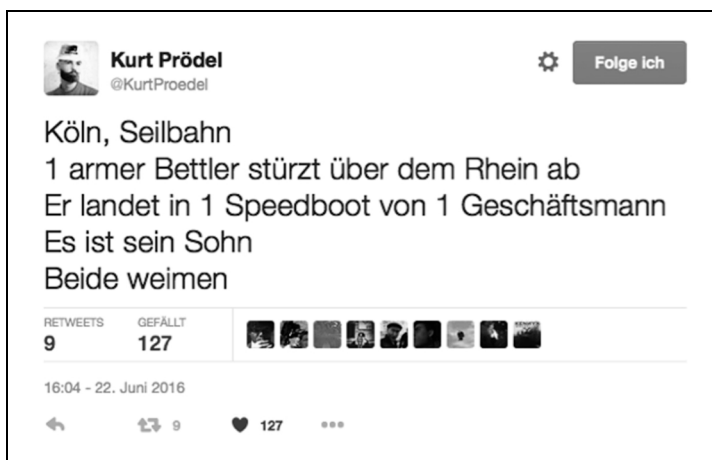 Kurt Prödel
@KurtProedel
Folge ich
Köln, Seilbahn
1 armer Bettler stürzt über dem Rhein ab
Er landet in 1 Speedboot von 1 Geschäftsmann
Es ist sein Sohn
Beide weimen
RETWEETS GEFÄLLT
9 127
16:04 - 22. Juni 2016
9 127